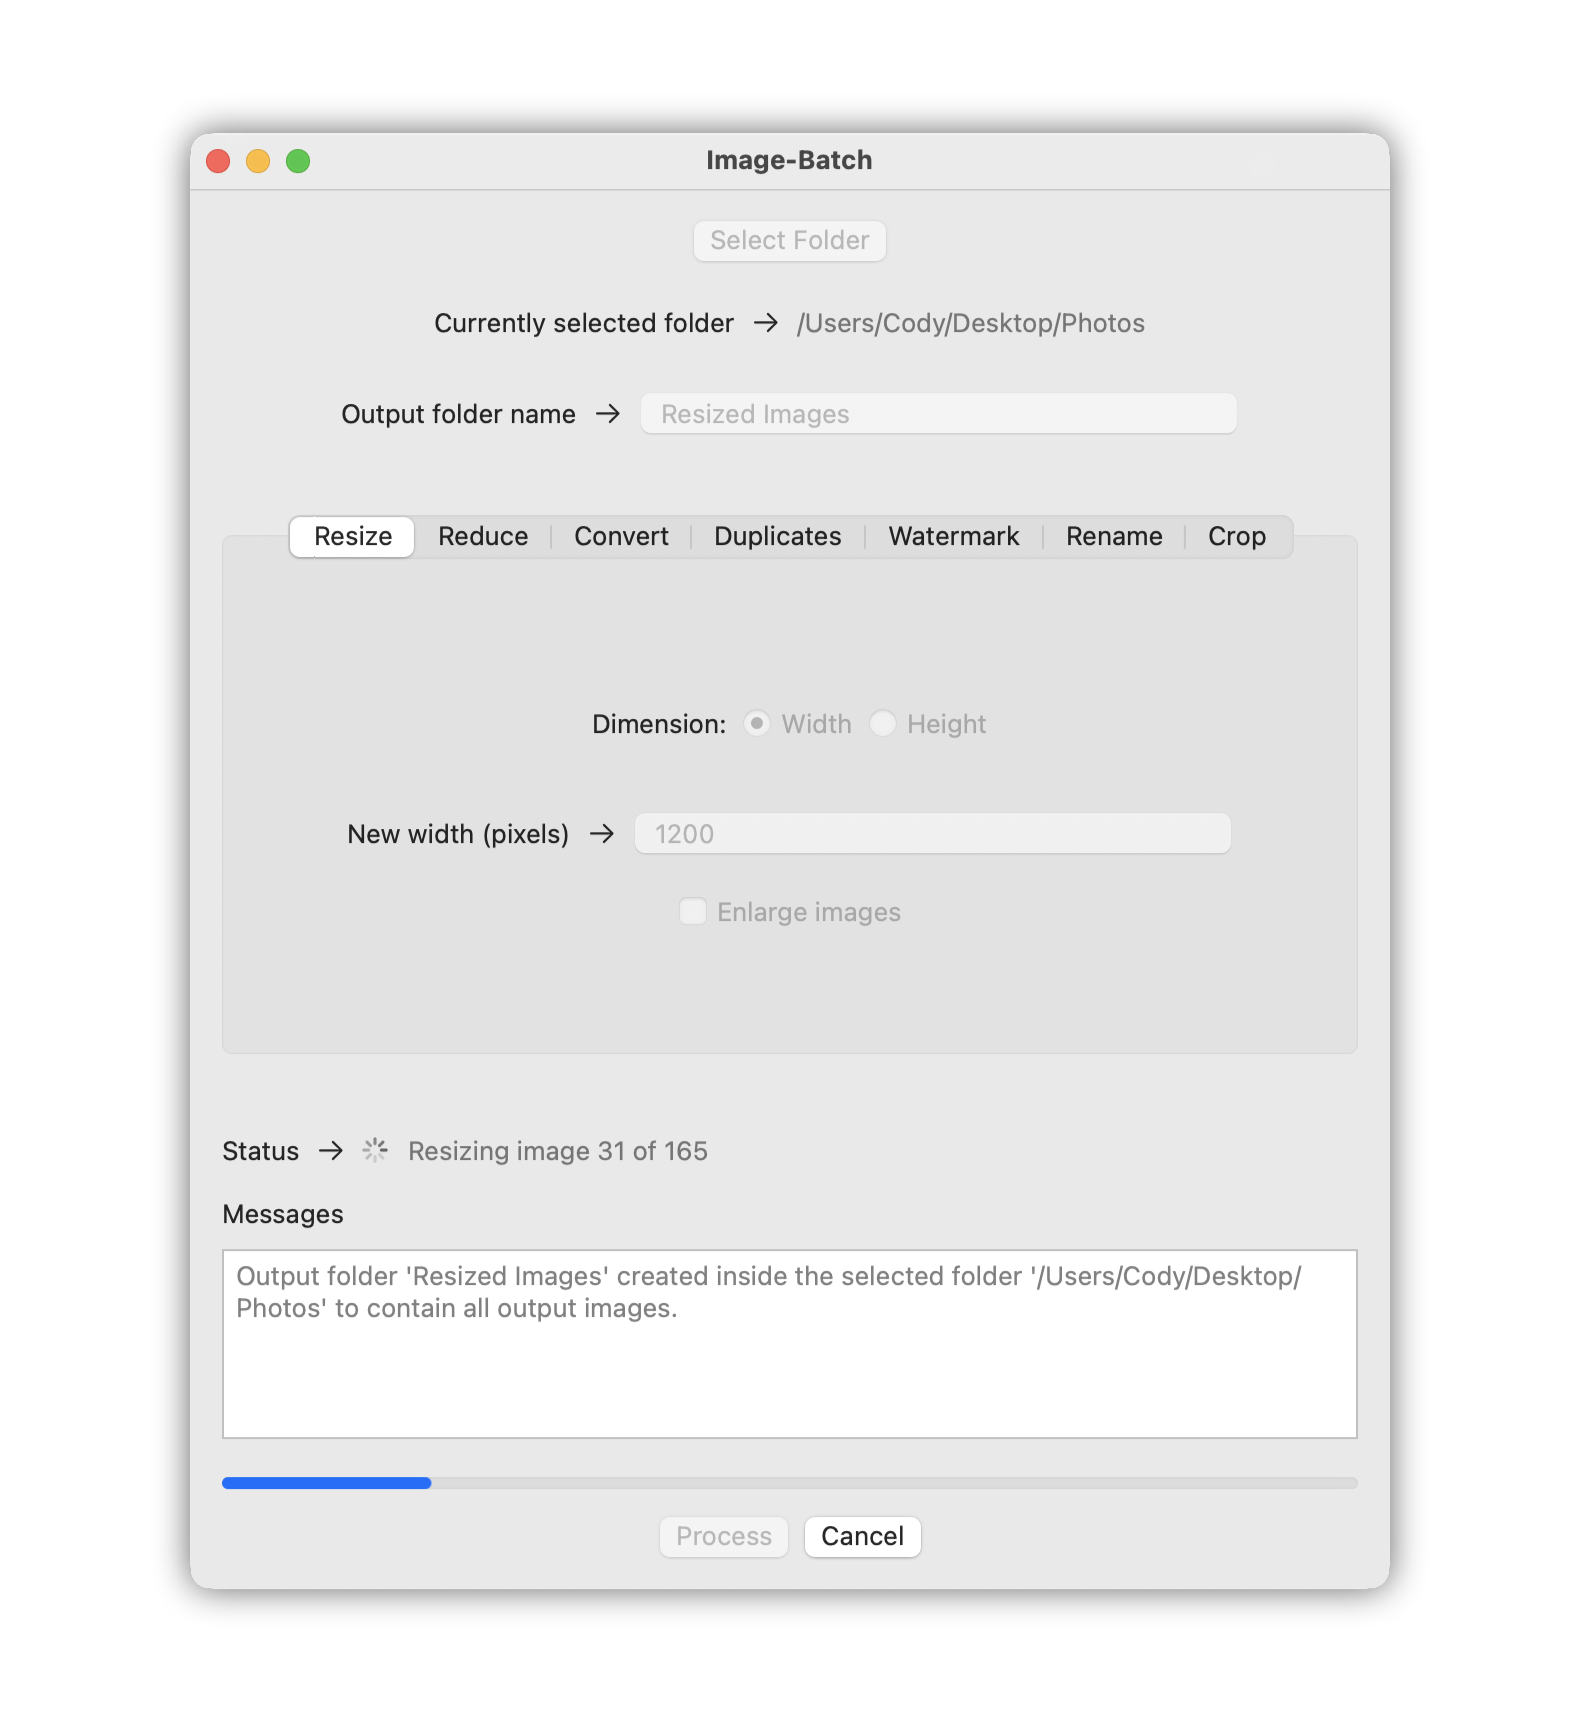 Image-Batch
Select Folder
Currently selected folder → /Users/Cody/Desktop/Photos
Output folder name → Resized Images
Resize Reduce Convert Duplicates Watermark Rename Crop
Dimension: Width Height
New width (pixels) → 1200
Enlarge images
Status → Resizing image 31 of 165
Messages
Output folder 'Resized Images' created inside the selected folder '/Users/Cody/Desktop/
Photos' to contain all output images.
Process Cancel